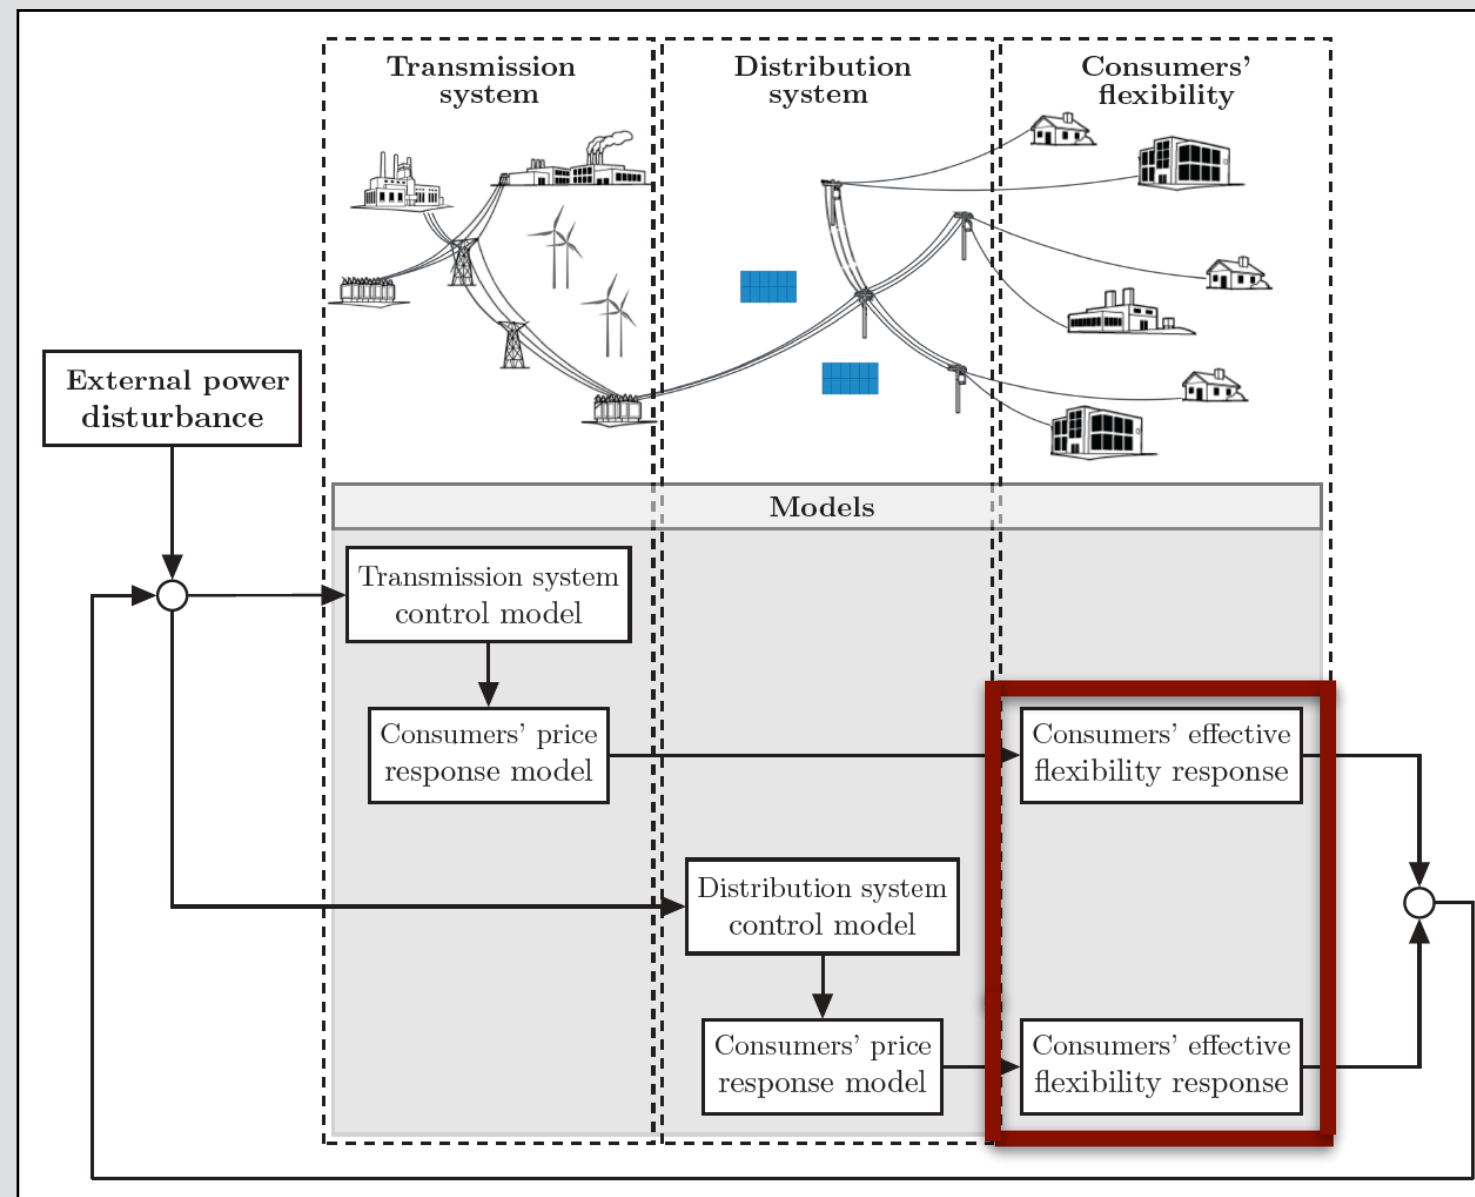 Transmission
system
Distribution
system
Consumers'
flexibility
External power
disturbance
Models
Transmission system
control model
Consumers' price
response model
Consumers' effective
flexibility response
Distribution system
control model
Consumers' price
response model
Consumers' effective
flexibility response